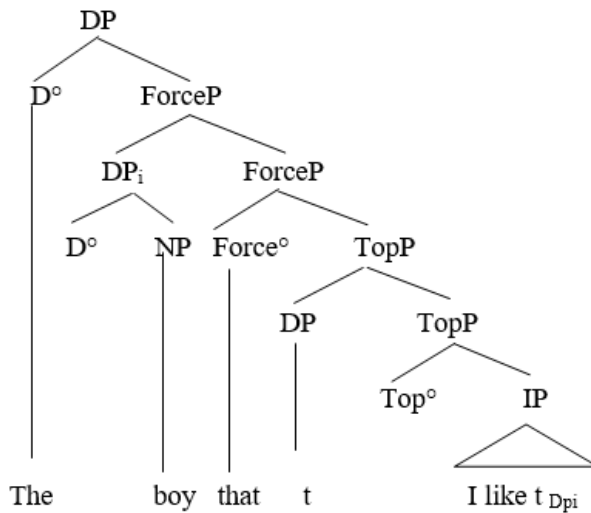 DP
D° ForceP
DPi ForceP
D° NP Force° TopP
DP TopP
Top° IP
The boy that t I like t Dpi